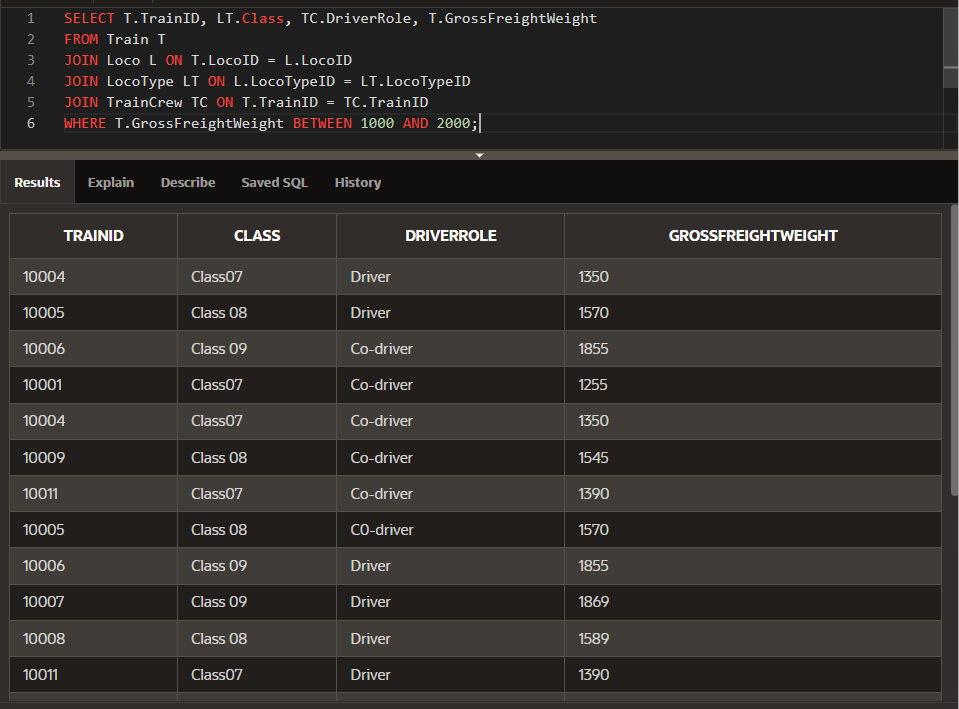 1 SELECT T.TrainID, LT.Class, TC.DriverRole, T.GrossFreightWeight
2 FROM Train T
3 JOIN Loco L ON T.LocoID = L.LocoID
4 JOIN LocoType LT ON L.LocoTypeID = LT.LocoTypeID
5 JOIN TrainCrew TC ON T.TrainID = TC.TrainID
6 WHERE T.GrossFreightWeight BETWEEN 1000 AND 2000;
Results Explain Describe Saved SQL History
TRAINID CLASS DRIVERROLE GROSSFREIGHTWEIGHT
10004 Class07 Driver 1350
10005 Class 08 Driver 1570
10006 Class 09 Co-driver 1855
10001 Class07 Co-driver 1255
10004 Class07 Co-driver 1350
10009 Class 08 Co-driver 1545
10011 Class07 Co-driver 1390
10005 Class 08 C0-driver 1570
10006 Class 09 Driver 1855
10007 Class 09 Driver 1869
10008 Class 08 Driver 1589
10011 Class07 Driver 1390